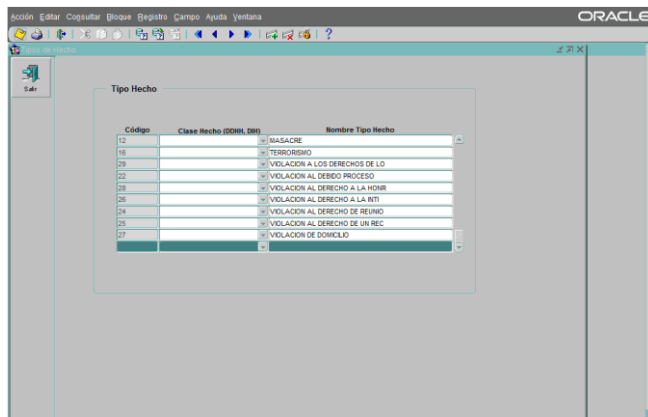 Acción Editar Consultar Bloque Registro Campo Ayuda Ventana
ORACLE
Tipos de Hecho
Salir
Tipo Hecho
Código Clase Hecho (DDHH, DIH) Nombre Tipo Hecho
12 MASACRE
16 TERRORISMO
29 VIOLACION A LOS DERECHOS DE LO
22 VIOLACION AL DEBIDO PROCESO
28 VIOLACION AL DERECHO A LA HONR
26 VIOLACION AL DERECHO A LA INTI
24 VIOLACION AL DERECHO DE REUNIO
25 VIOLACION AL DERECHO DE UN REC
27 VIOLACION DE DOMICILIO